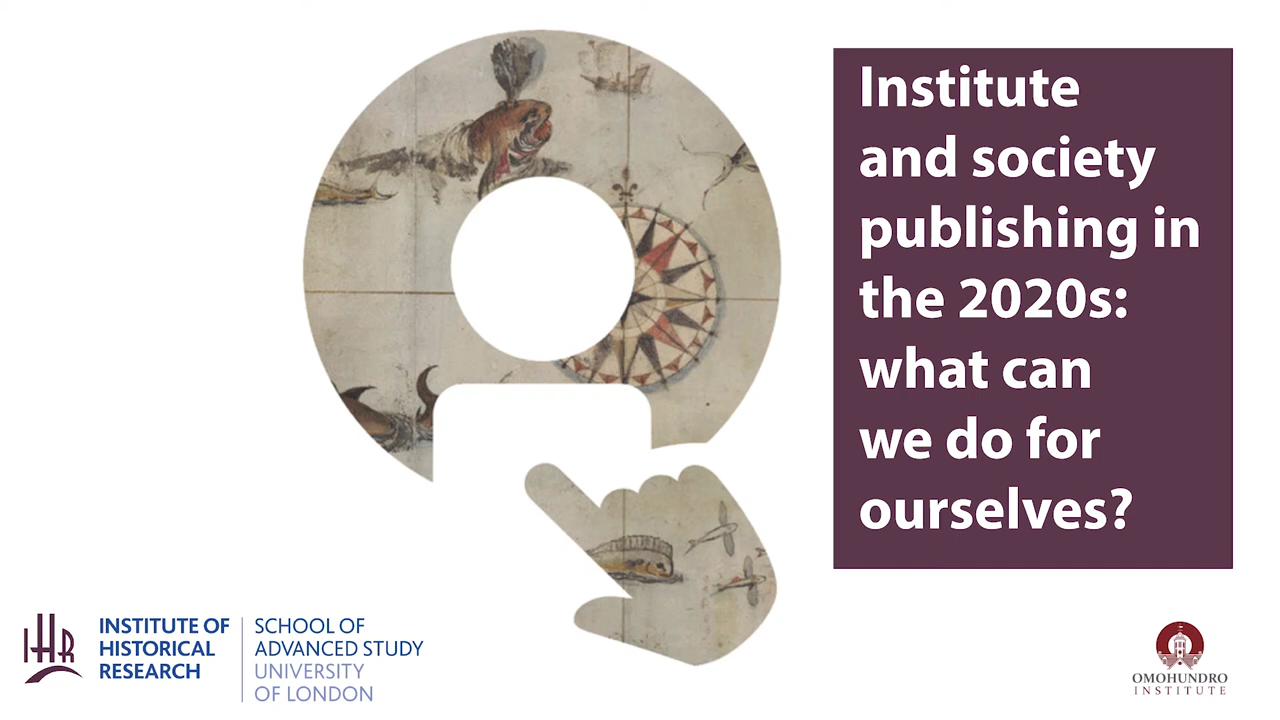 Institute
and society
publishing in
the 2020s:
what can
we do for
ourselves?
IHR
INSTITUTE OF
HISTORICAL
RESEARCH
SCHOOL OF
ADVANCED STUDY
UNIVERSITY
OF LONDON
OMOHUNDRO
INSTITUTE